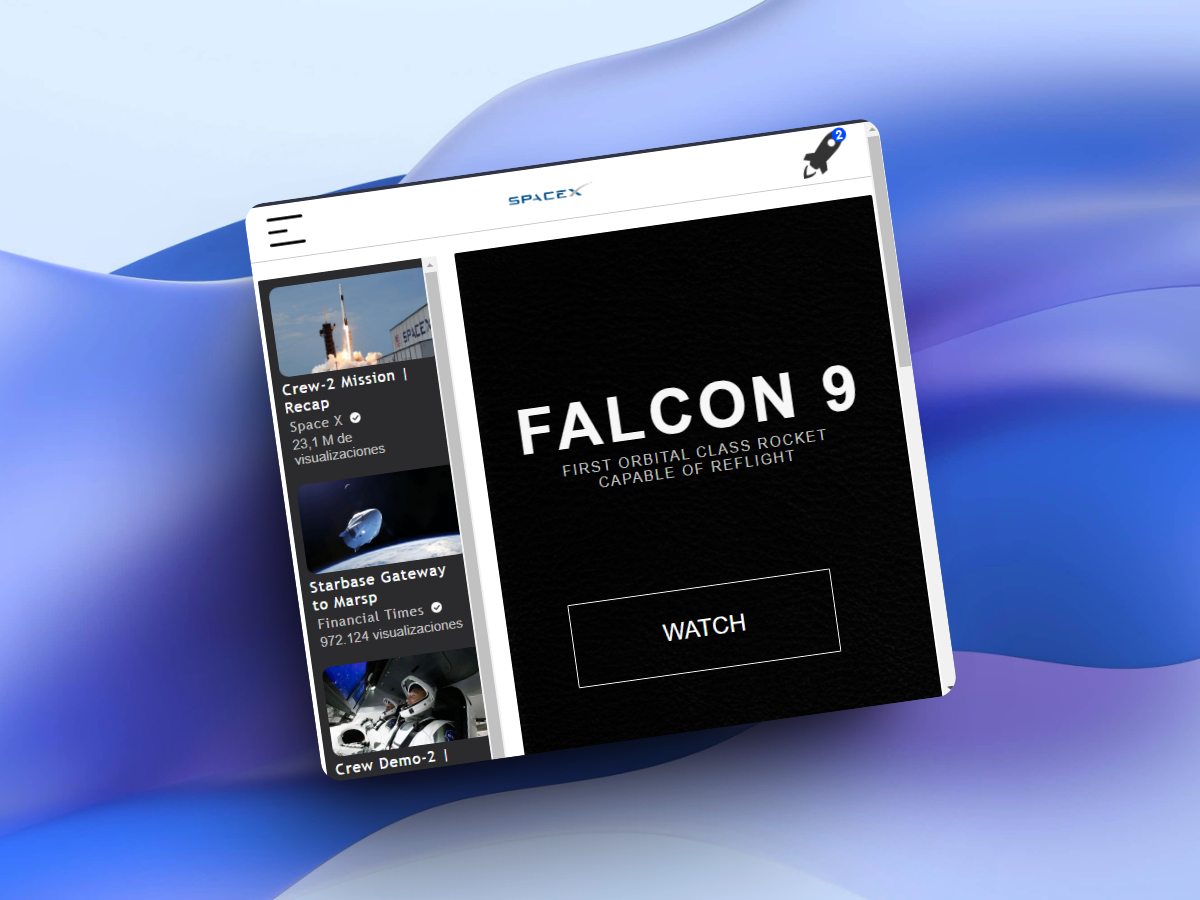 SPACEX
2
SPACEX
Crew-2 Mission |
Recap
Space X
23,1 M de
visualizaciones
Starbase Gateway
to Marsp
Financial Times
972.124 visualizaciones
Crew Demo-2 |
FALCON 9
FIRST ORBITAL CLASS ROCKET
CAPABLE OF REFLIGHT
WATCH